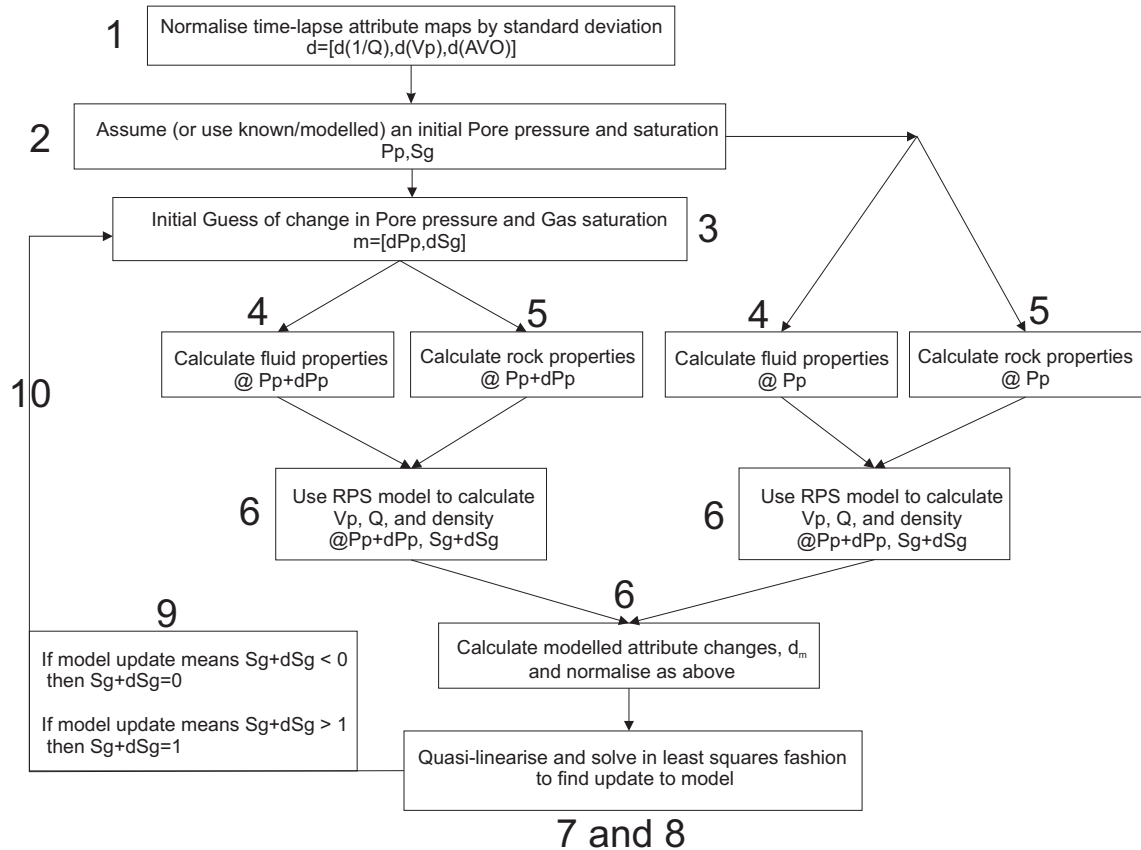 1
Normalise time-lapse attribute maps by standard deviation
d=[d(1/Q),d(Vp),d(AVO)]
2
Assume (or use known/modelled) an initial Pore pressure and saturation
Pp,Sg
Initial Guess of change in Pore pressure and Gas saturation
m=[dPp,dSg]
3
4
5
4
5
Calculate fluid properties
@ Pp+dPp
Calculate rock properties
@ Pp+dPp
Calculate fluid properties
@ Pp
Calculate rock properties
@ Pp
10
6
Use RPS model to calculate
Vp, Q, and density
@Pp+dPp, Sg+dSg
6
Use RPS model to calculate
Vp, Q, and density
@Pp+dPp, Sg+dSg
6
Calculate modelled attribute changes, dₘ
and normalise as above
9
If model update means Sg+dSg < 0
then Sg+dSg=0
If model update means Sg+dSg > 1
then Sg+dSg=1
Quasi-linearise and solve in least squares fashion
to find update to model
7 and 8